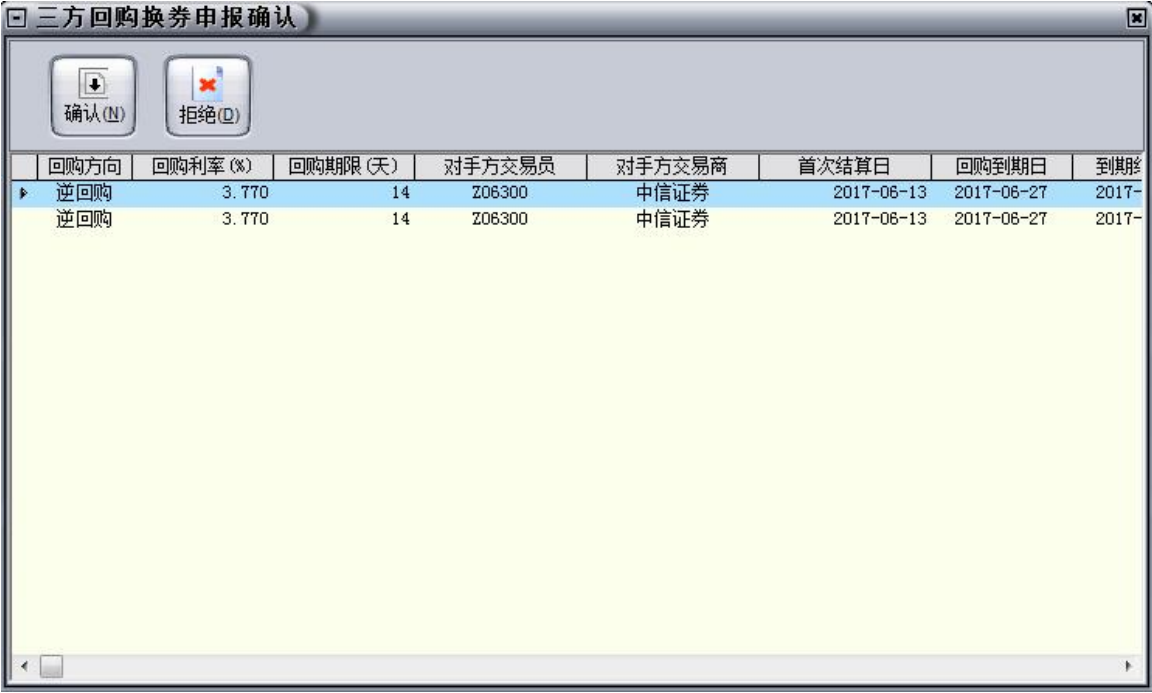 三方回购换券申报确认
确认(N) 拒绝(D)
回购方向 回购利率(%) 回购期限(天) 对手方交易员 对手方交易商 首次结算日 回购到期日 到期
逆回购 3.770 14 Z06300 中信证券 2017-06-13 2017-06-27 2017-
逆回购 3.770 14 Z06300 中信证券 2017-06-13 2017-06-27 2017-